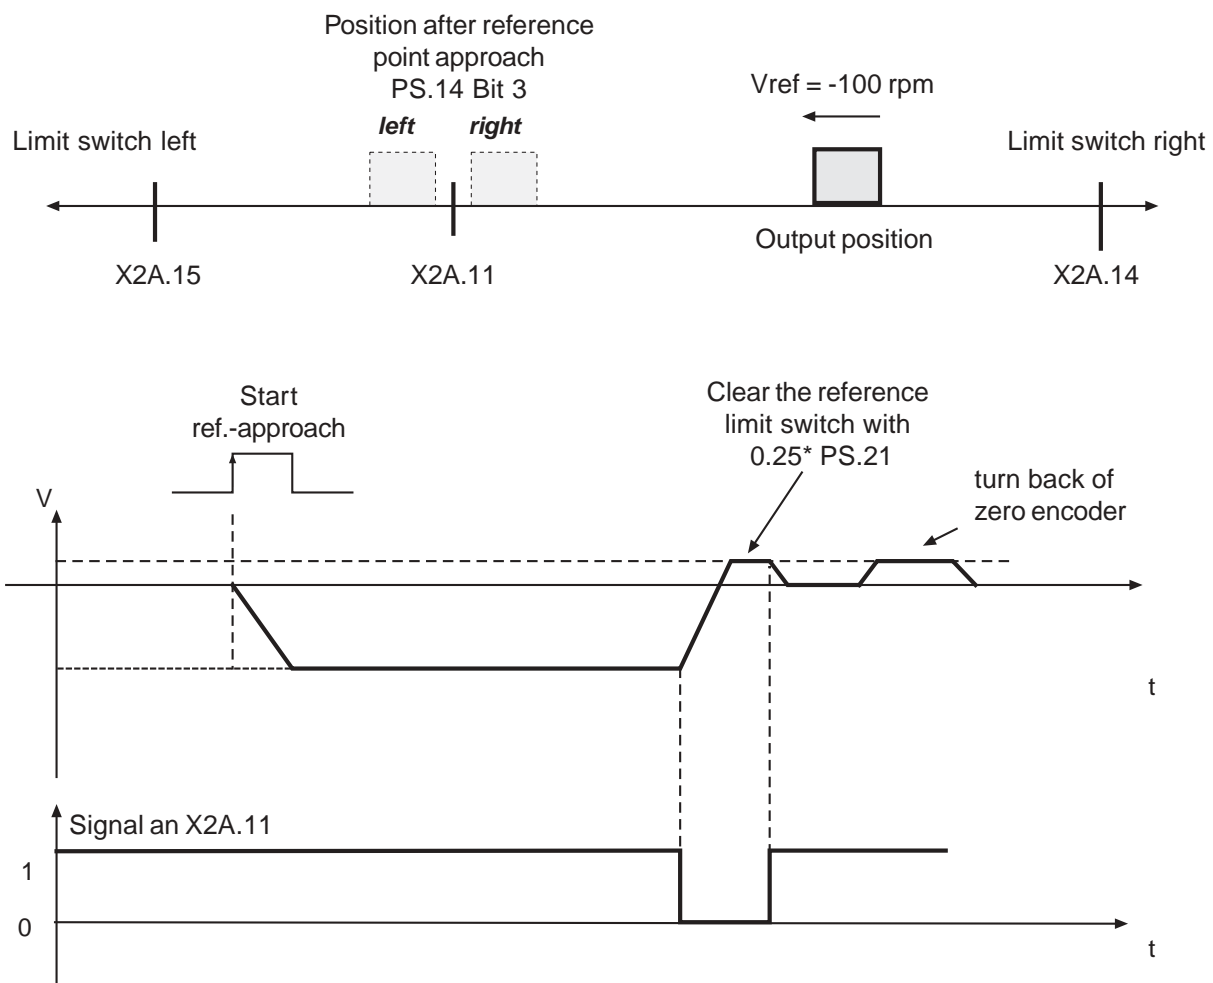 Position after reference
point approach
PS.14 Bit 3
left right
Vref = -100 rpm
Limit switch left
Limit switch right
Output position
X2A.15
X2A.11
X2A.14
Start
ref.-approach
Clear the reference
limit switch with
0.25* PS.21
turn back of
zero encoder
V
t
Signal an X2A.11
1
0
t